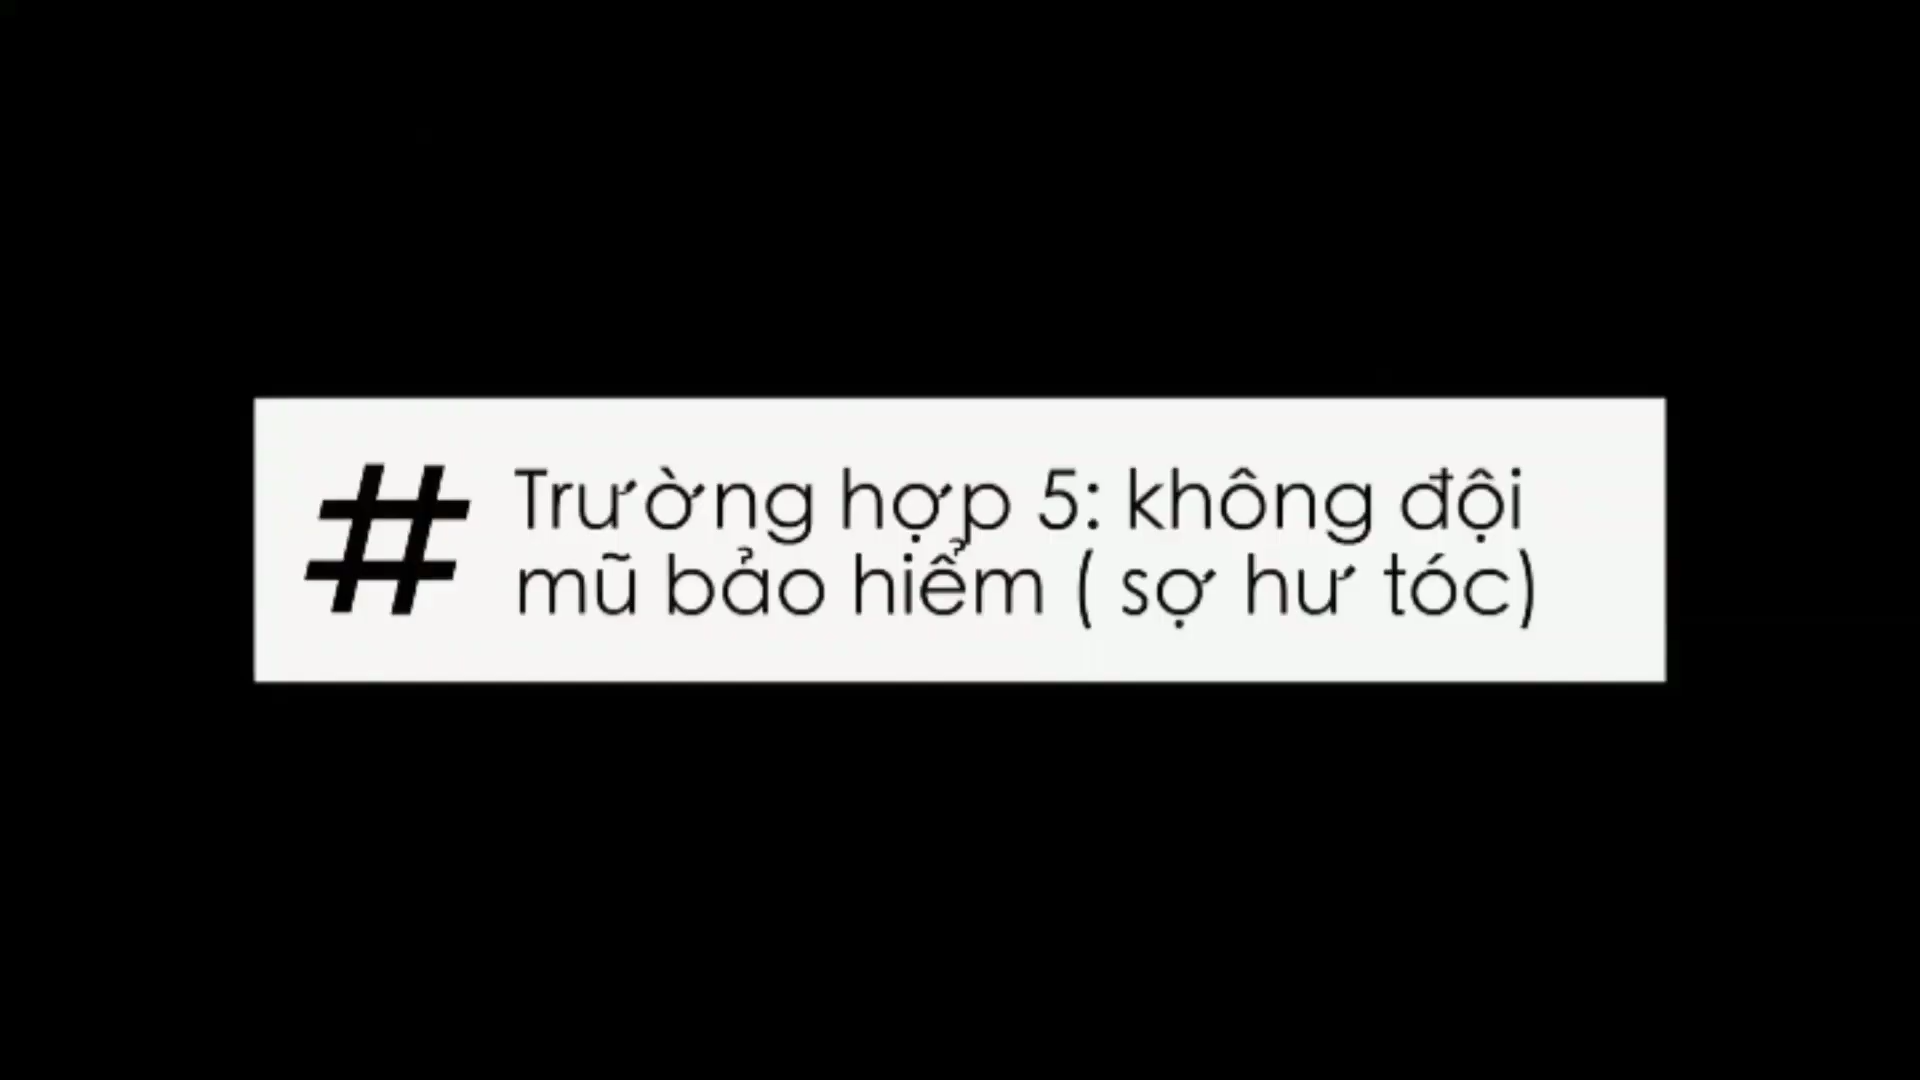 # Trường hợp 5: không đội
mũ bảo hiểm ( sợ hư tóc)